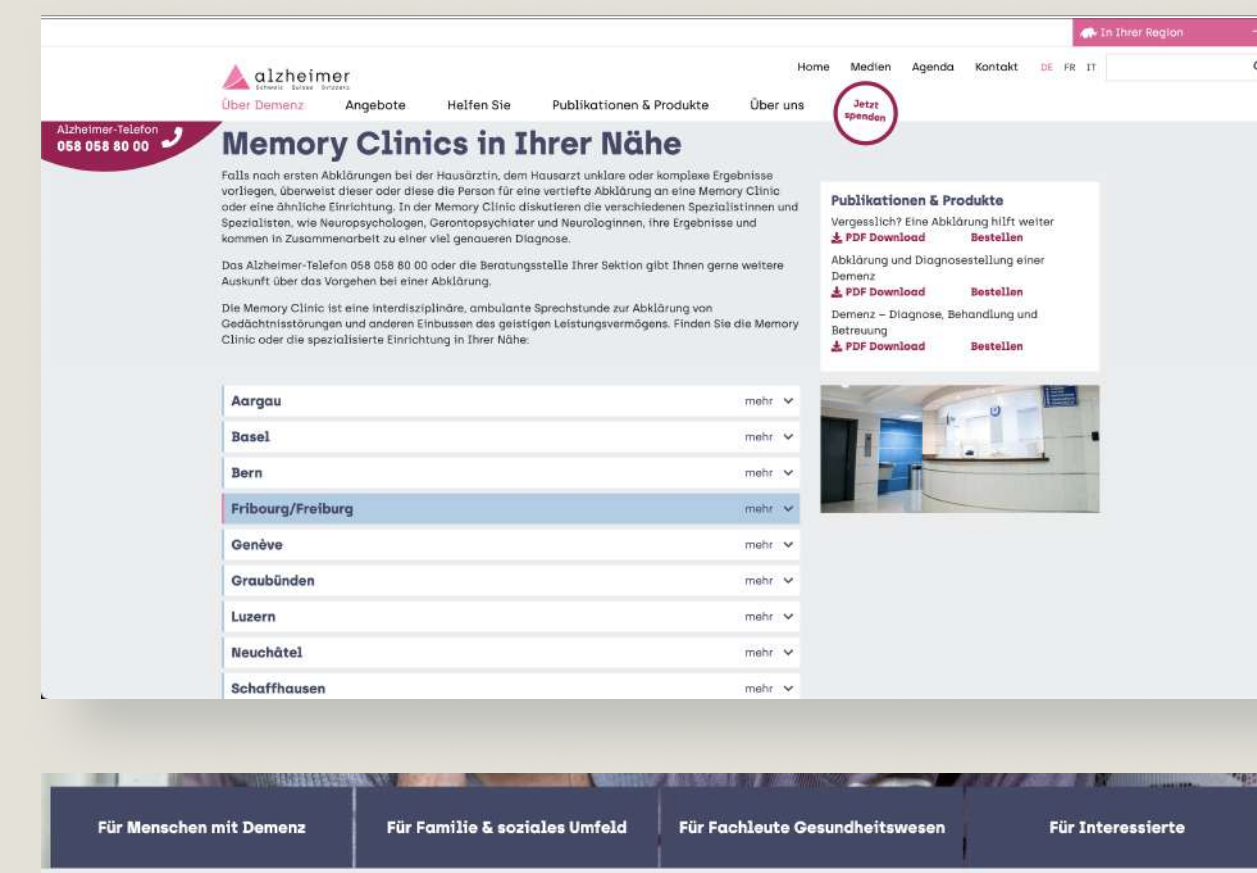 In Ihrer Region
alzheimer
Schweiz Suisse Svizzera
Home Medien Agenda Kontakt DE FR IT
Über Demenz Angebote Helfen Sie Publikationen & Produkte Über uns
Jetzt
spenden
Alzheimer-Telefon
058 058 80 00
Memory Clinics in Ihrer Nähe
Falls nach ersten Abklärungen bei der Hausärztin, dem Hausarzt unklare oder komplexe Ergebnisse
vorliegen, überweist dieser oder diese die Person für eine vertiefte Abklärung an eine Memory Clinic
oder eine ähnliche Einrichtung. In der Memory Clinic diskutieren die verschiedenen Spezialistinnen und
Spezialisten, wie Neuropsychologen, Gerontopsychiater und Neurologinnen, ihre Ergebnisse und
kommen in Zusammenarbeit zu einer viel genaueren Diagnose.
Das Alzheimer-Telefon 058 058 80 00 oder die Beratungsstelle Ihrer Sektion gibt Ihnen gerne weitere
Auskunft über das Vorgehen bei einer Abklärung.
Die Memory Clinic ist eine interdisziplinäre, ambulante Sprechstunde zur Abklärung von
Gedächtnisstörungen und anderen Einbussen des geistigen Leistungsvermögens. Finden Sie die Memory
Clinic oder die spezialisierte Einrichtung in Ihrer Nähe:
Publikationen & Produkte
Vergesslich? Eine Abklärung hilft weiter
PDF Download Bestellen
Abklärung und Diagnosestellung einer
Demenz
PDF Download Bestellen
Demenz – Diagnose, Behandlung und
Betreuung
PDF Download Bestellen
Aargau mehr
Basel mehr
Bern mehr
Fribourg/Freiburg mehr
Genève mehr
Graubünden mehr
Luzern mehr
Neuchâtel mehr
Schaffhausen mehr
Für Menschen mit Demenz Für Familie & soziales Umfeld Für Fachleute Gesundheitswesen Für Interessierte